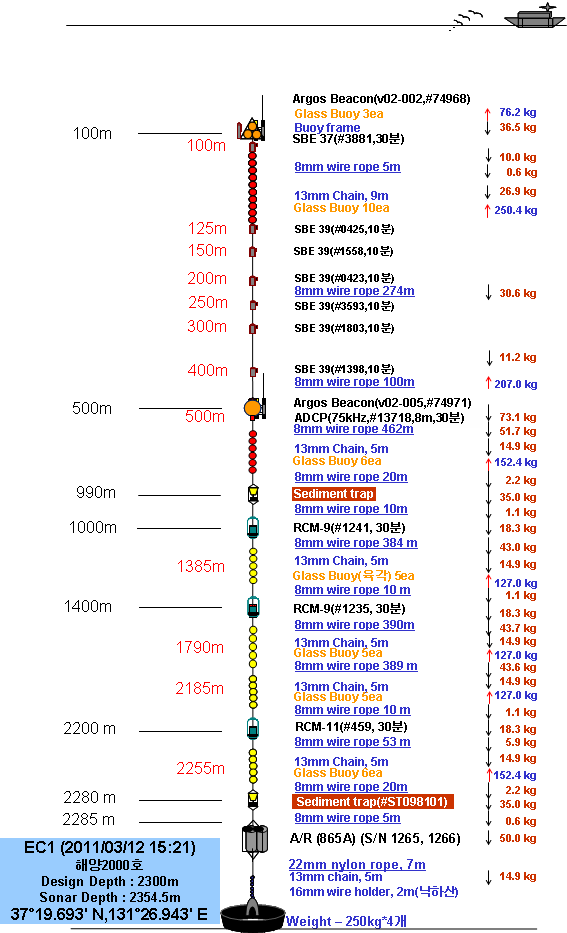 Argos Beacon(v02-002,#74968)
Glass Buoy 3ea 76.2 kg
100m Buoy frame 36.5 kg
SBE 37(#3881,30분)
100m 10.0 kg
8mm wire rope 5m 0.6 kg
13mm Chain, 9m 26.9 kg
Glass Buoy 10ea 250.4 kg
125m SBE 39(#0425,10분)
150m SBE 39(#1558,10분)
200m SBE 39(#0423,10분)
8mm wire rope 274m 30.6 kg
250m SBE 39(#3593,10분)
300m SBE 39(#1803,10분)
11.2 kg
400m SBE 39(#1398,10분)
8mm wire rope 100m 207.0 kg
500m Argos Beacon(v02-005,#74971)
500m ADCP(75kHz,#13718,8m,30분) 73.1 kg
8mm wire rope 462m 51.7 kg
13mm Chain, 5m 14.9 kg
Glass Buoy 6ea 152.4 kg
8mm wire rope 20m 2.2 kg
990m Sediment trap 35.0 kg
8mm wire rope 10m 1.1 kg
1000m RCM-9(#1241, 30분) 18.3 kg
8mm wire rope 384 m 43.0 kg
13mm Chain, 5m 14.9 kg
1385m Glass Buoy(육각) 5ea 127.0 kg
8mm wire rope 10 m 1.1 kg
1400m RCM-9(#1235, 30분) 18.3 kg
8mm wire rope 390m 43.7 kg
13mm Chain, 5m 14.9 kg
1790m Glass Buoy 5ea 127.0 kg
8mm wire rope 389 m 43.6 kg
2185m 13mm Chain, 5m 14.9 kg
Glass Buoy 5ea 127.0 kg
8mm wire rope 10 m 1.1 kg
2200 m RCM-11(#459, 30분) 18.3 kg
8mm wire rope 53 m 5.9 kg
13mm Chain, 5m 14.9 kg
2255m Glass Buoy 6ea 152.4 kg
8mm wire rope 20m 2.2 kg
2280 m Sediment trap(#ST098101) 35.0 kg
2285 m 8mm wire rope 5m 0.6 kg
A/R (865A) (S/N 1265, 1266) 50.0 kg
22mm nylon rope, 7m
13mm chain, 5m 14.9 kg
16mm wire holder, 2m(낙하산)
Weight – 250kg*4개
EC1 (2011/03/12 15:21)
해양2000호
Design Depth : 2300m
Sonar Depth : 2354.5m
37°19.693' N,131°26.943' E